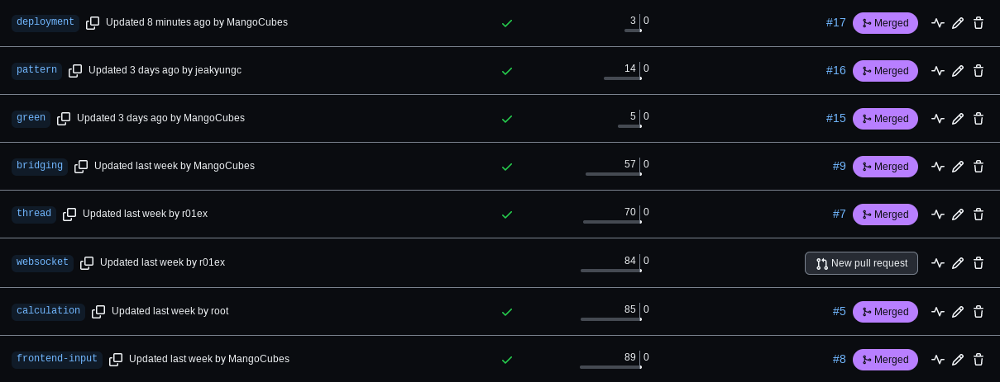 deployment Updated 8 minutes ago by MangoCubes 3 0 #17 Merged
pattern Updated 3 days ago by jeakyungc 14 0 #16 Merged
green Updated 3 days ago by MangoCubes 5 0 #15 Merged
bridging Updated last week by MangoCubes 57 0 #9 Merged
thread Updated last week by r01ex 70 0 #7 Merged
websocket Updated last week by r01ex 84 0 New pull request
calculation Updated last week by root 85 0 #5 Merged
frontend-input Updated last week by MangoCubes 89 0 #8 Merged